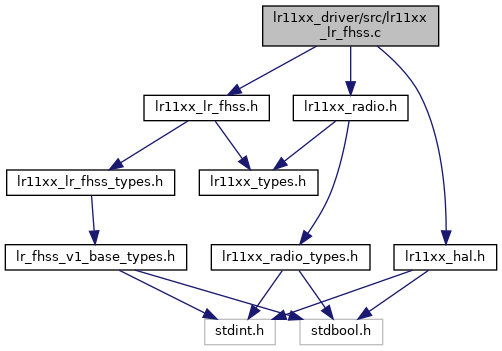 lr11xx_driver/src/lr11xx
_lr_fhss.c
lr11xx_lr_fhss.h
lr11xx_radio.h
lr11xx_lr_fhss_types.h
lr11xx_types.h
lr_fhss_v1_base_types.h
lr11xx_radio_types.h
lr11xx_hal.h
stdint.h
stdbool.h